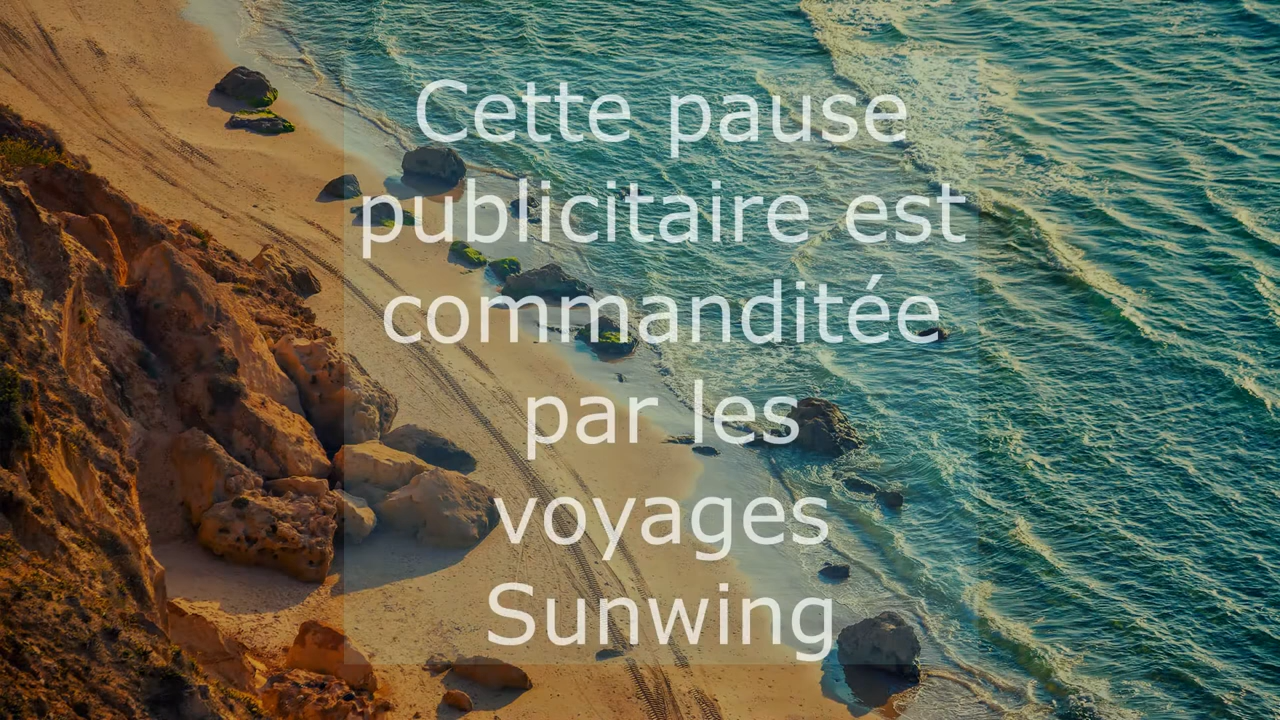 Cette pause
publicitaire est
commanditée
par les
voyages
Sunwing